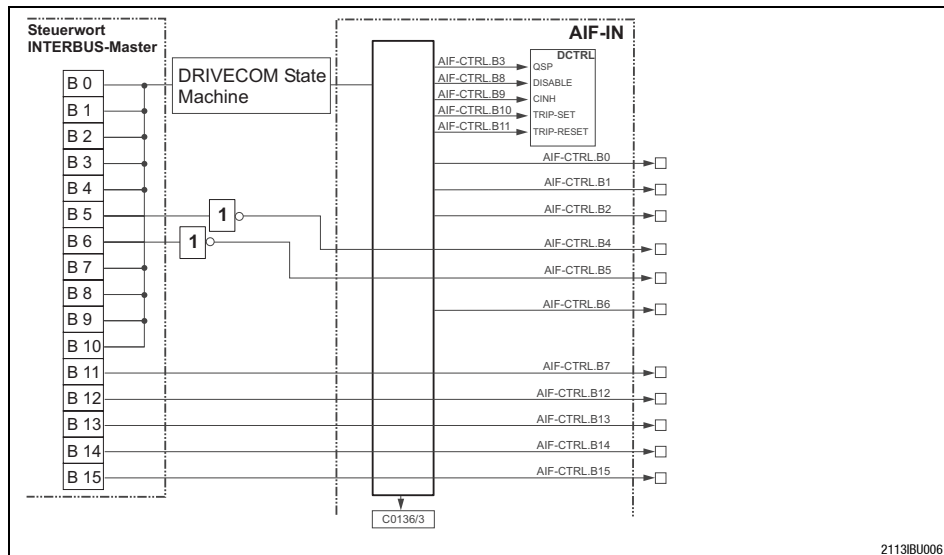 Steuerwort
INTERBUS-Master
AIF-IN
B 0
B 1
B 2
B 3
B 4
B 5
B 6
B 7
B 8
B 9
B 10
B 11
B 12
B 13
B 14
B 15
DRIVECOM State
Machine
1
1
AIF-CTRL.B3
AIF-CTRL.B8
AIF-CTRL.B9
AIF-CTRL.B10
AIF-CTRL.B11
DCTRL
QSP
DISABLE
CINH
TRIP-SET
TRIP-RESET
AIF-CTRL.B0
AIF-CTRL.B1
AIF-CTRL.B2
AIF-CTRL.B4
AIF-CTRL.B5
AIF-CTRL.B6
AIF-CTRL.B7
AIF-CTRL.B12
AIF-CTRL.B13
AIF-CTRL.B14
AIF-CTRL.B15
C0136/3
2113IBU006